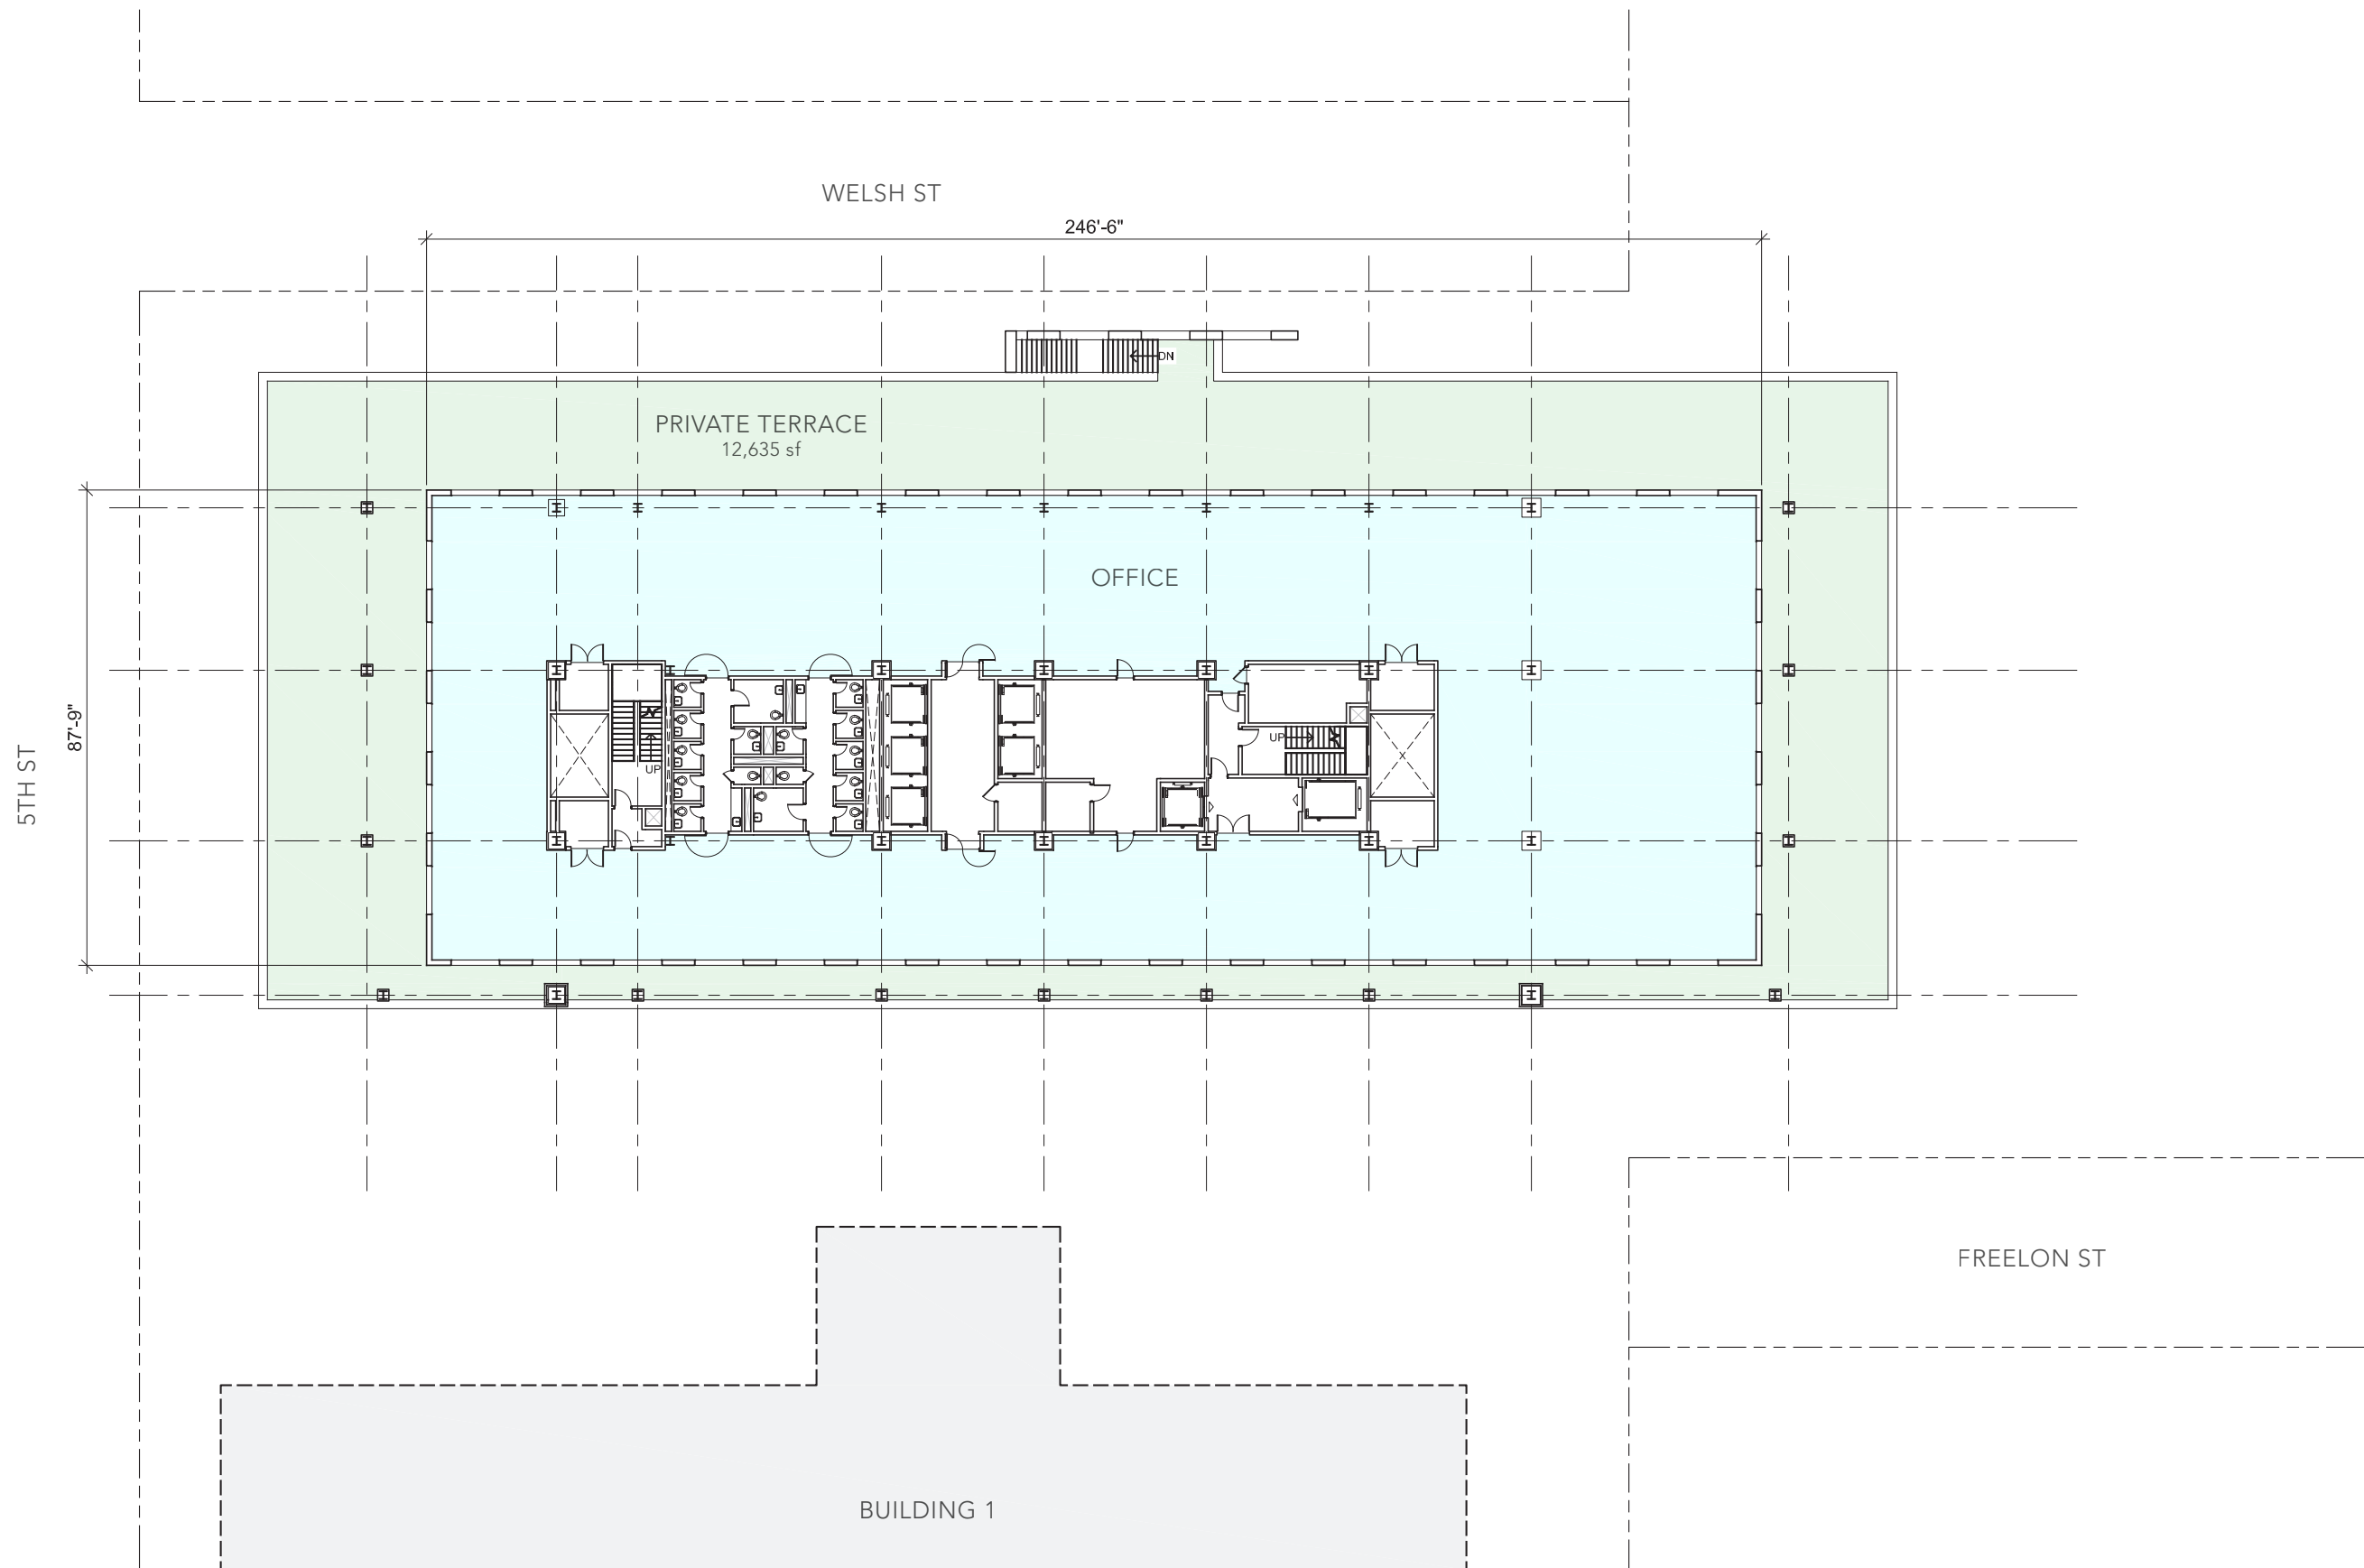 WELSH ST
246'-6"
DN
PRIVATE TERRACE
12,635 sf
OFFICE
87'-9"
5TH ST
UP
UP
FREELON ST
BUILDING 1